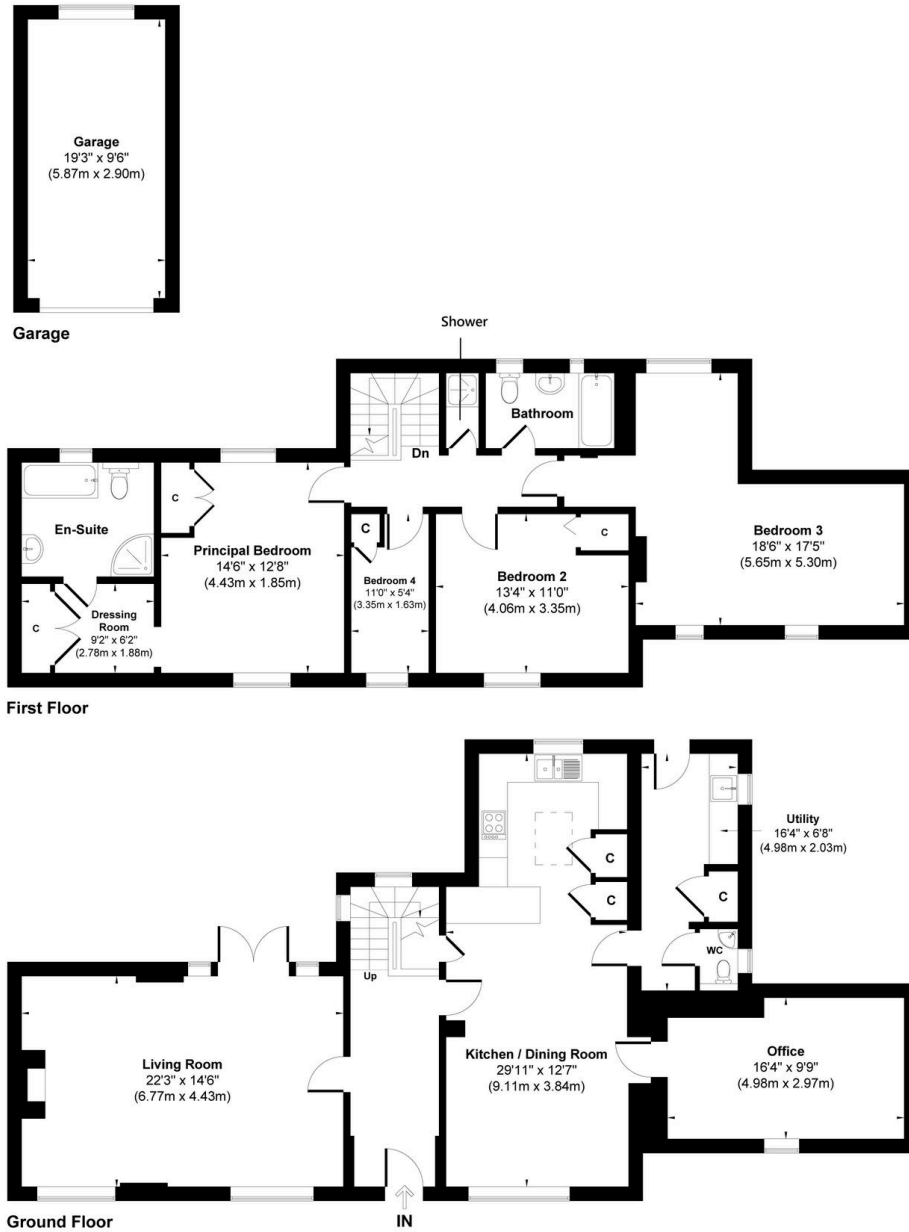 Garage
19'3" x 9'6"
(5.87m x 2.90m)
Garage
Shower
Bathroom
Dn
C
En-Suite
Principal Bedroom
14'6" x 12'8"
(4.43m x 1.85m)
C
Bedroom 4
11'0" x 5'4"
(3.35m x 1.63m)
C
Bedroom 2
13'4" x 11'0"
(4.06m x 3.35m)
Bedroom 3
18'6" x 17'5"
(5.65m x 5.30m)
C
Dressing
Room
9'2" x 6'2"
(2.78m x 1.88m)
First Floor
Utility
16'4" x 6'8"
(4.98m x 2.03m)
C
C
C
WC
Up
Living Room
22'3" x 14'6"
(6.77m x 4.43m)
Kitchen / Dining Room
29'11" x 12'7"
(9.11m x 3.84m)
Office
16'4" x 9'9"
(4.98m x 2.97m)
Ground Floor
IN